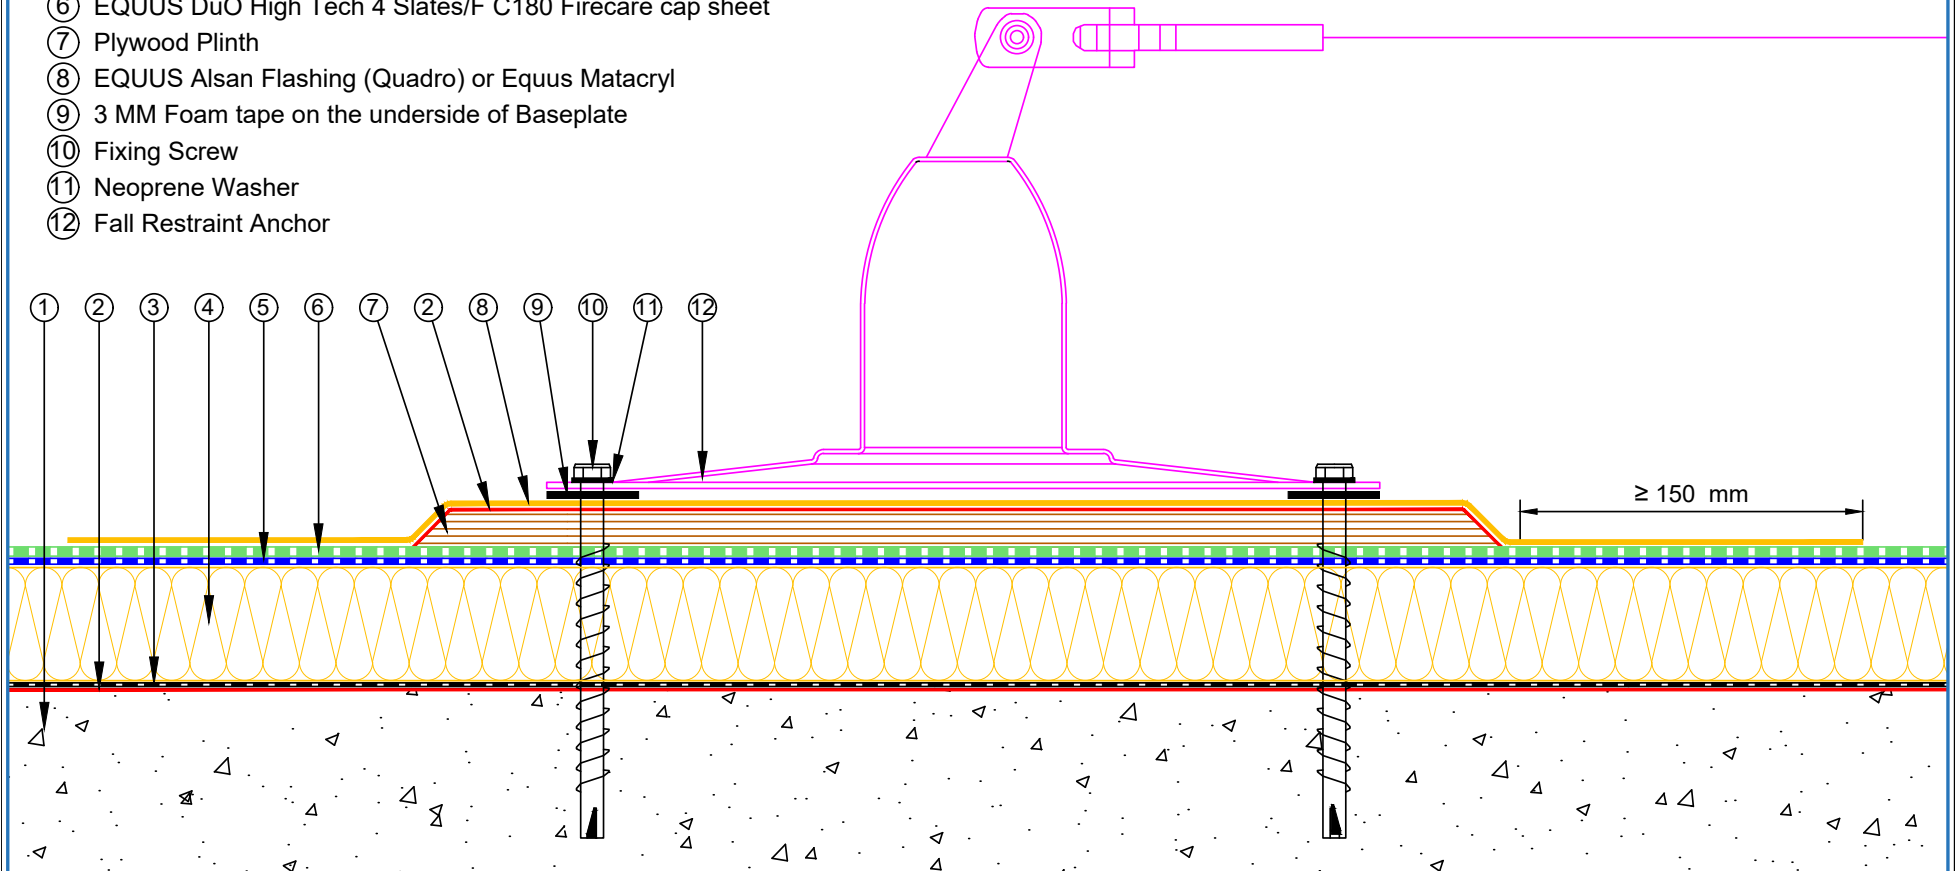 ⑥ EQUUS DuO High Tech 4 Slates/F C180 Firecare cap sheet
⑦ Plywood Plinth
⑧ EQUUS Alsan Flashing (Quadro) or Equus Matacryl
⑨ 3 MM Foam tape on the underside of Baseplate
⑩ Fixing Screw
⑪ Neoprene Washer
⑫ Fall Restraint Anchor
① ② ③ ④ ⑤ ⑥ ⑦ ② ⑧ ⑨ ⑩ ⑪ ⑫
≥ 150 mm